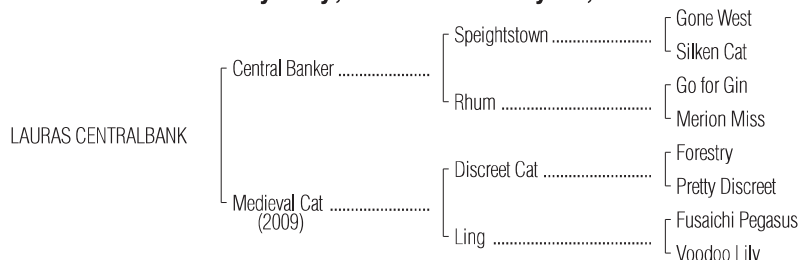 Gone West
Speightstown
Silken Cat
Central Banker
Go for Gin
Rhum
Merion Miss
LAURAS CENTRALBANK
Forestry
Discreet Cat
Pretty Discreet
Medieval Cat
(2009)
Fusaichi Pegasus
Ling
Voodoo Lily